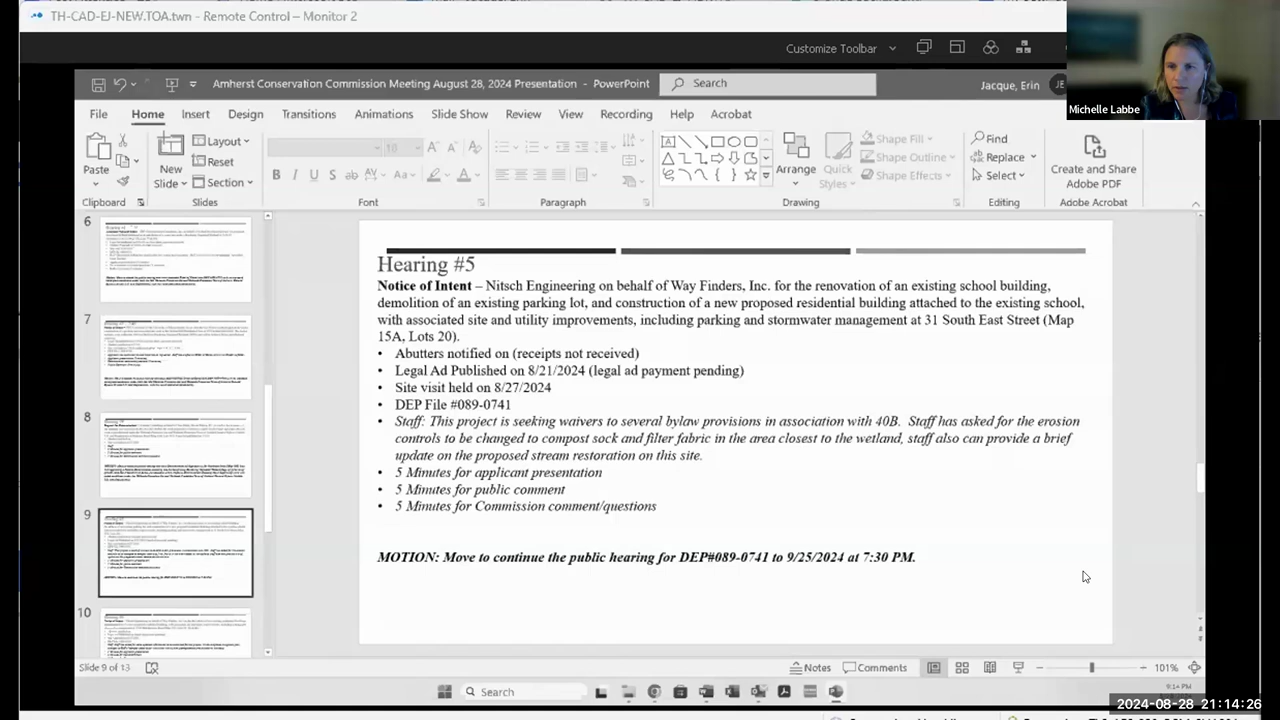 TH-CAD-EJ-NEW.TOA.twn - Remote Control – Monitor 2
Customize Toolbar
Michelle Labbe
Amherst Conservation Commission Meeting August 28, 2024 Presentation - PowerPoint
Search
Jacque, Erin
JE
File Home Insert Design Transitions Animations Slide Show Review View Recording Help Acrobat
Paste
New
Slide
Layout
Reset
Section
Arrange
Quick
Styles
Shape Fill
Shape Outline
Shape Effects
Find
Replace
Select
Create and Share
Adobe PDF
Clipboard Slides Font Paragraph Drawing Editing Adobe Acrobat
6
7
8
9
10
Hearing #5
Notice of Intent – Nitsch Engineering on behalf of Way Finders, Inc. for the renovation of an existing school building,
demolition of an existing parking lot, and construction of a new proposed residential building attached to the existing school,
with associated site and utility improvements, including parking and stormwater management at 31 South East Street (Map
15A, Lots 20).
Abutters notified on (receipts not received)
• Legal Ad Published on 8/21/2024 (legal ad payment pending)
• Site visit held on 8/27/2024
• DEP File #089-0741
• Staff: This project is seeking waivers to several bylaw provisions in association with 40B. Staff has asked for the erosion
controls to be changed to compost sock and filter fabric in the area closest to the wetland, staff also can provide a brief
update on the proposed stream restoration on this site.
• 5 Minutes for applicant presentation
• 5 Minutes for public comment
• 5 Minutes for Commission comment/questions
MOTION: Move to continue the public hearing for DEP#089-0741 to 9/25/2024 at 7:30 PM.
Slide 9 of 13
Notes
Comments
101%
Search
9:14 PM
2024-08-28 21:14:26